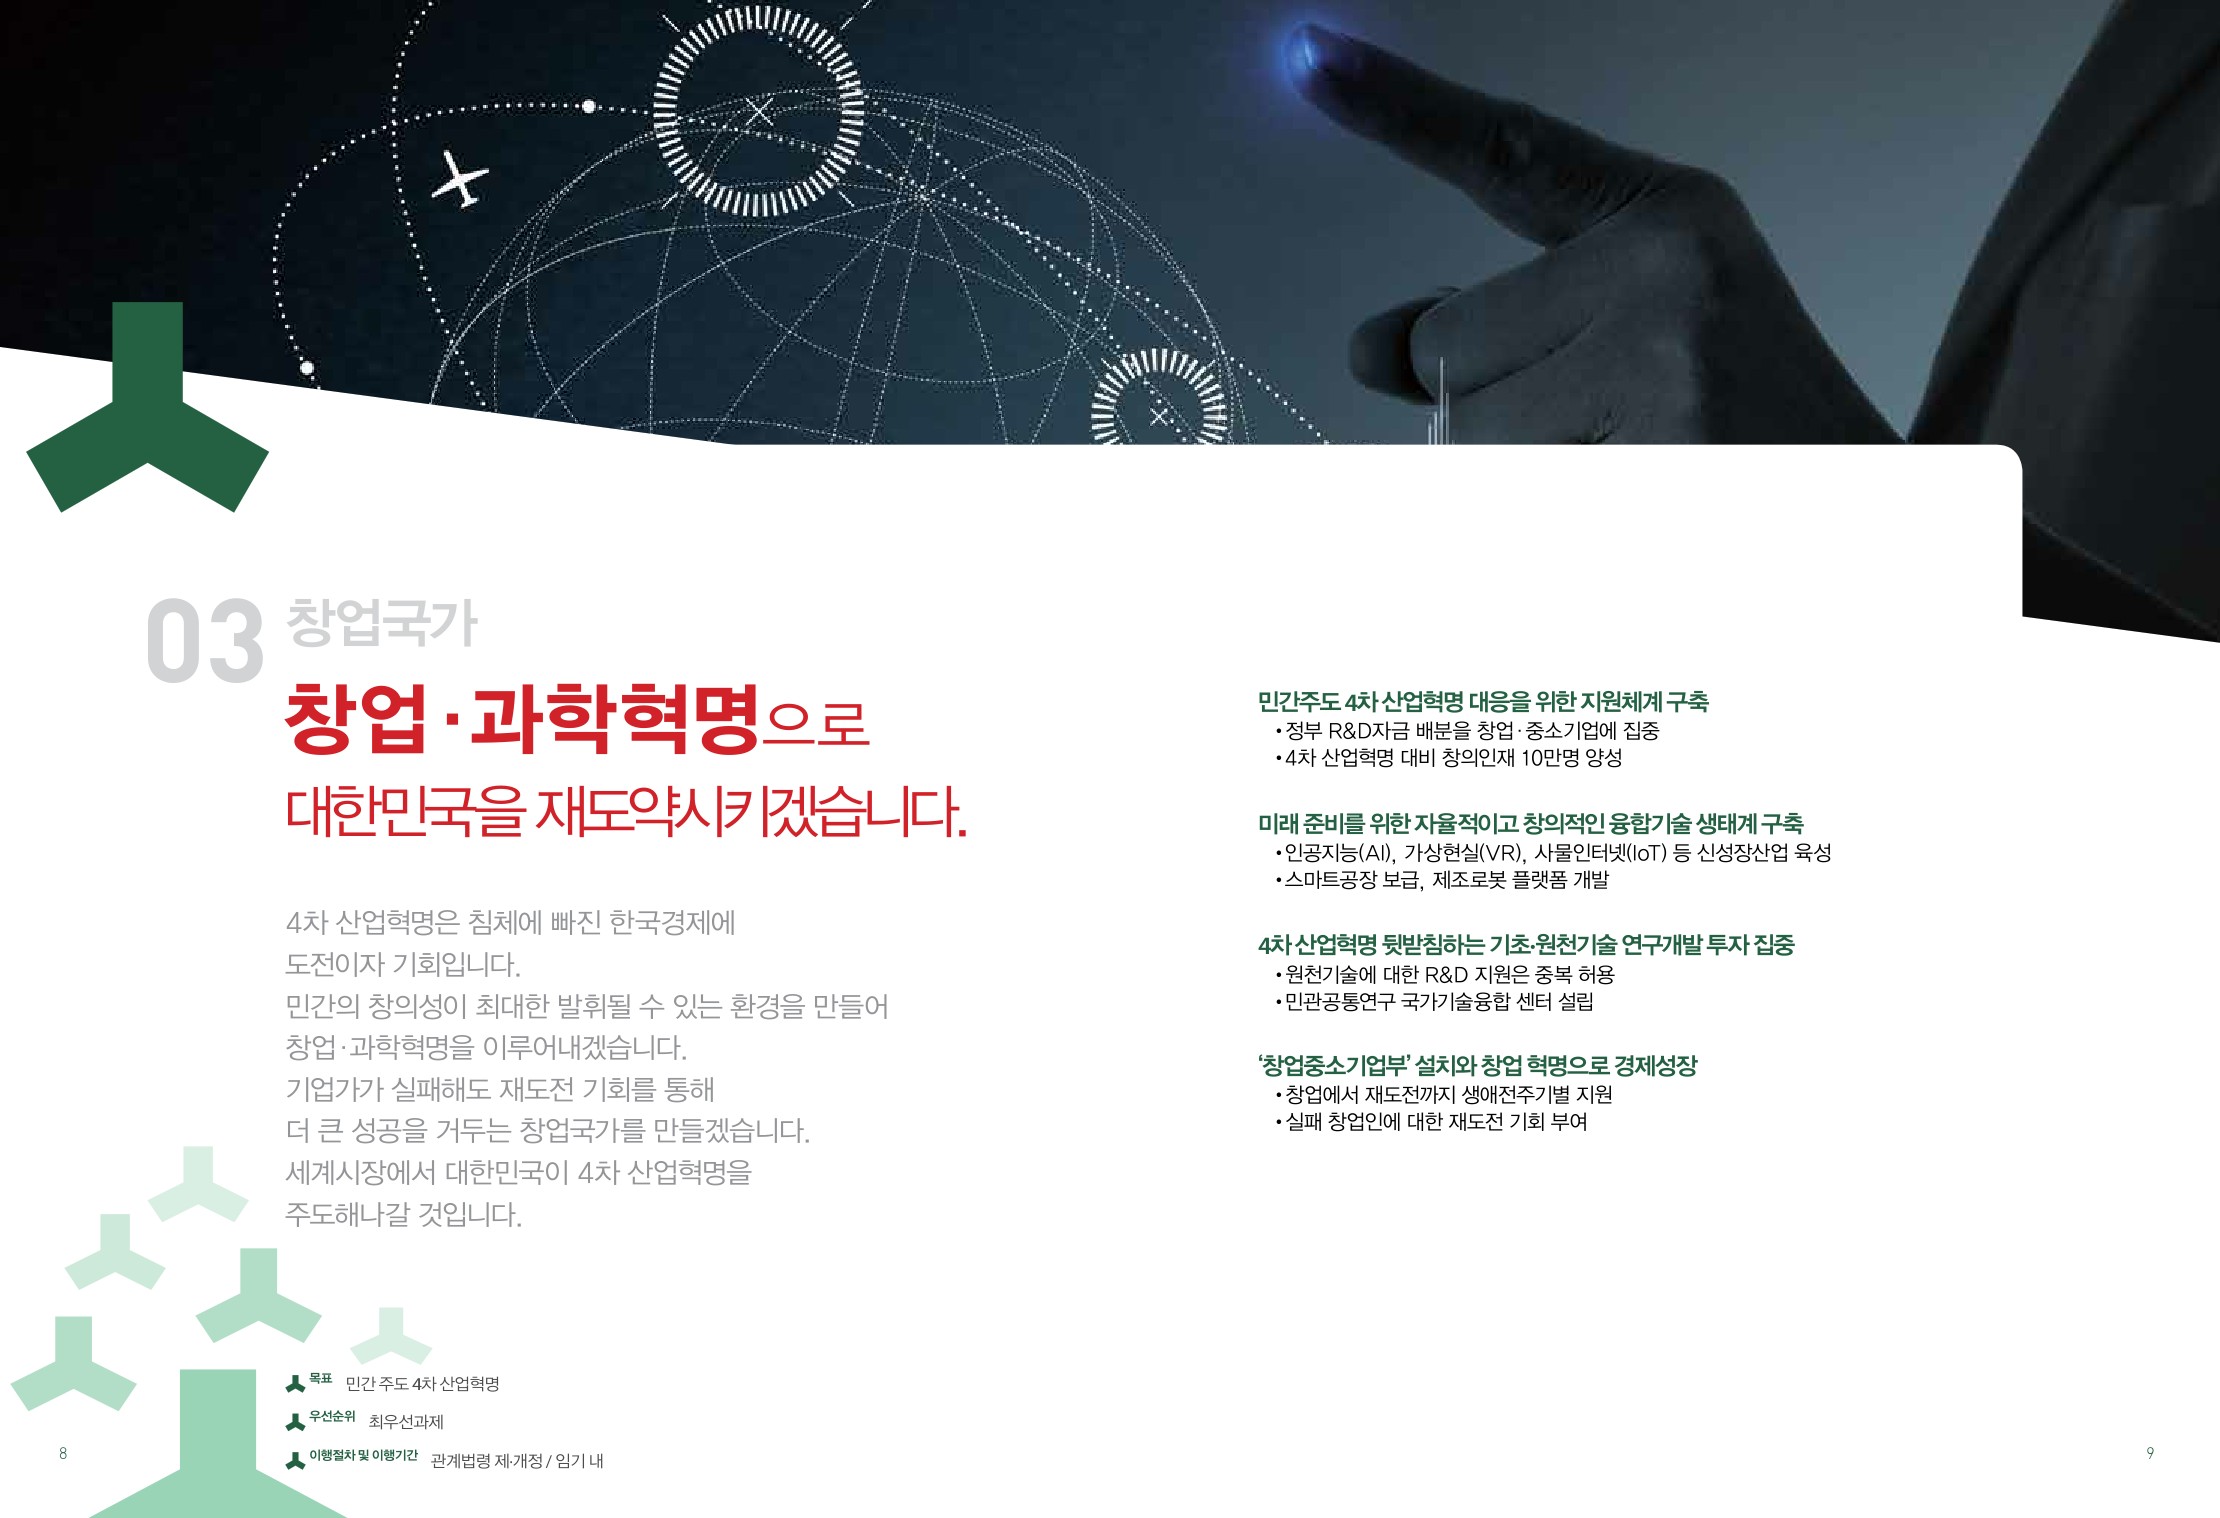 03 창업국가
창업·과학혁명으로
대한민국을 재도약시키겠습니다.
4차 산업혁명은 침체에 빠진 한국경제에
도전이자 기회입니다.
민간의 창의성이 최대한 발휘될 수 있는 환경을 만들어
창업·과학혁명을 이루어내겠습니다.
기업가가 실패해도 재도전 기회를 통해
더 큰 성공을 거두는 창업국가를 만들겠습니다.
세계시장에서 대한민국이 4차 산업혁명을
주도해나갈 것입니다.
목표 민간 주도 4차 산업혁명
우선순위 최우선과제
이행절차 및 이행기간 관계법령 제·개정 / 임기 내
8
민간주도 4차 산업혁명 대응을 위한 지원체계 구축
•정부 R&D자금 배분을 창업·중소기업에 집중
•4차 산업혁명 대비 창의인재 10만명 양성
미래 준비를 위한 자율적이고 창의적인 융합기술 생태계 구축
•인공지능(AI), 가상현실(VR), 사물인터넷(IoT) 등 신성장산업 육성
•스마트공장 보급, 제조로봇 플랫폼 개발
4차 산업혁명 뒷받침하는 기초·원천기술 연구개발 투자 집중
•원천기술에 대한 R&D 지원은 중복 허용
•민관공통연구 국가기술융합 센터 설립
‘창업중소기업부’ 설치와 창업 혁명으로 경제성장
•창업에서 재도전까지 생애전주기별 지원
•실패 창업인에 대한 재도전 기회 부여
9